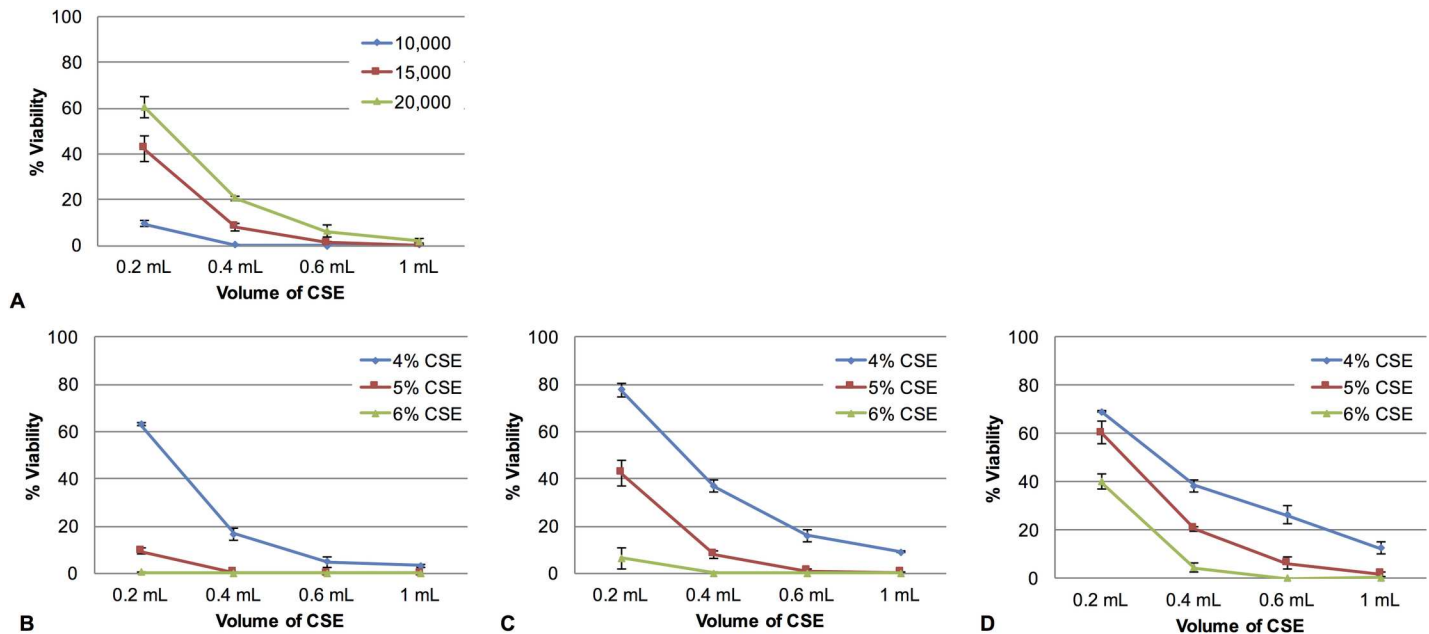 100
80
60
40
20
0
% Viability
10,000
15,000
20,000
0.2 mL 0.4 mL 0.6 mL 1 mL
Volume of CSE
A
100
80
60
40
20
0
% Viability
4% CSE
5% CSE
6% CSE
0.2 mL 0.4 mL 0.6 mL 1 mL
Volume of CSE
B
100
80
60
40
20
0
% Viability
4% CSE
5% CSE
6% CSE
0.2 mL 0.4 mL 0.6 mL 1 mL
Volume of CSE
C
100
80
60
40
20
0
% Viability
4% CSE
5% CSE
6% CSE
0.2 mL 0.4 mL 0.6 mL 1 mL
Volume of CSE
D